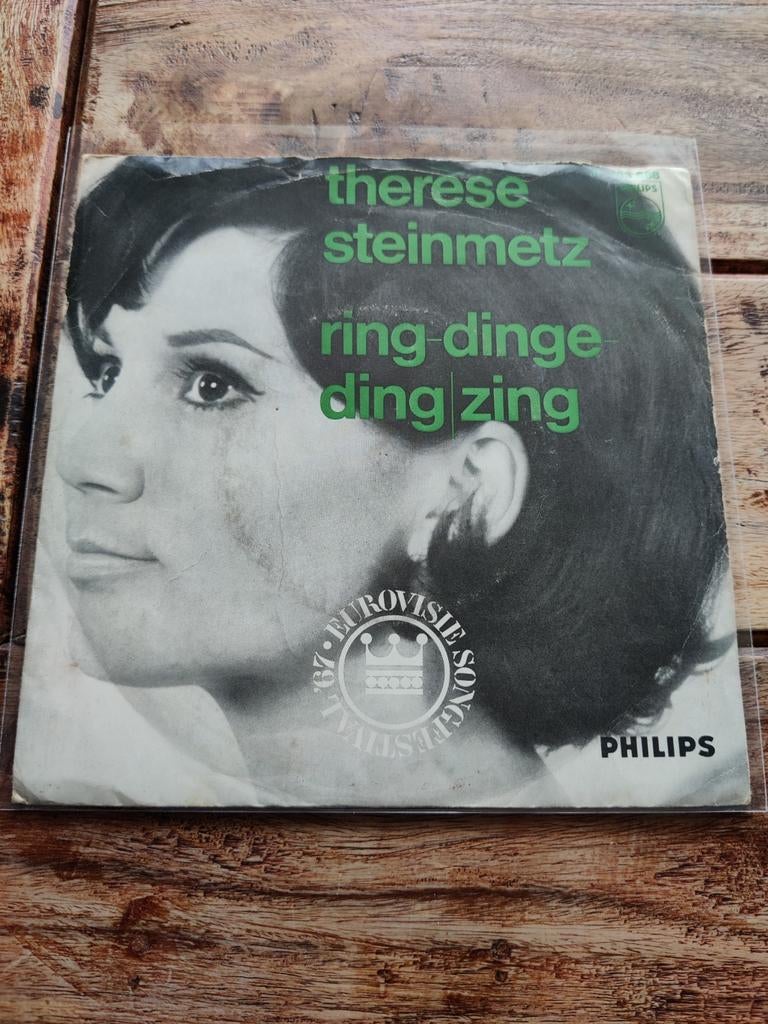 therese
steinmetz
PHILIPS
ring-dinge-
ding|zing
EUROVISIE SONGFESTIVAL '67
PHILIPS